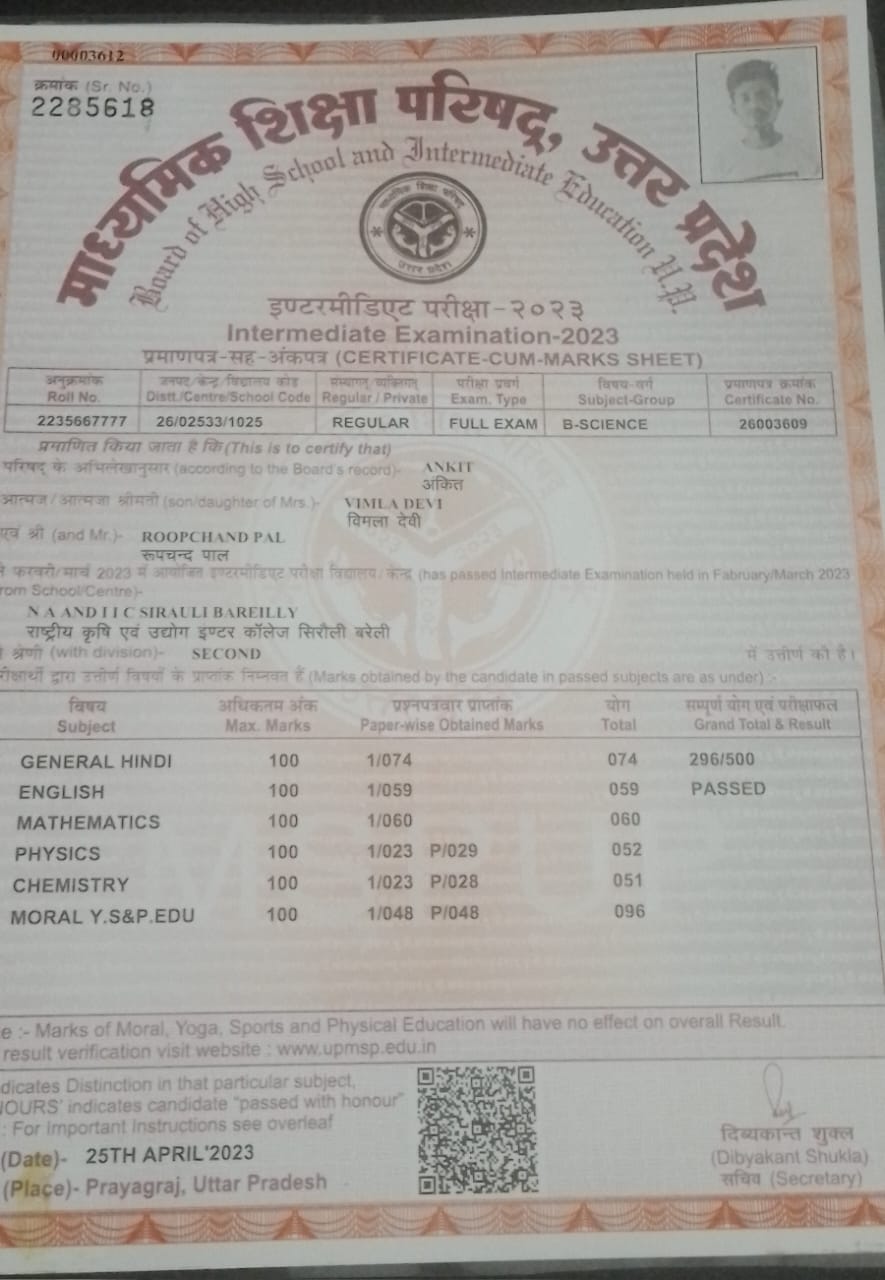 00003612
क्रमांक (Sr. No.)
2285618
माध्यमिक शिक्षा परिषद्, उत्तर प्रदेश
Board of High School and Intermediate Education U.P.
माध्यमिक शिक्षा परिषद्
उत्तर प्रदेश
इण्टरमीडिएट परीक्षा-२०२३
Intermediate Examination-2023
प्रमाणपत्र-सह-अंकपत्र (CERTIFICATE-CUM-MARKS SHEET)
अनुक्रमांक जनपद/केन्द्र/विद्यालय कोड संस्थागत/व्यक्तिगत परीक्षा प्रवर्ग विषय-वर्ग प्रमाणपत्र क्रमांक
Roll No. Distt./Centre/School Code Regular / Private Exam. Type Subject-Group Certificate No.
2235667777 26/02533/1025 REGULAR FULL EXAM B-SCIENCE 26003609
प्रमाणित किया जाता है कि (This is to certify that)
परिषद् के अभिलेखानुसार (according to the Board's record)- ANKIT
अंकित
आत्मज/आत्मजा श्रीमती (son/daughter of Mrs.)- VIMLA DEVI
विमला देवी
एवं श्री (and Mr.)- ROOPCHAND PAL
रूपचन्द पाल
फरवरी/मार्च 2023 में आयोजित इण्टरमीडिएट परीक्षा विद्यालय/केन्द्र (has passed Intermediate Examination held in Fabruary/March 2023
rom School/Centre)-
N A AND I I C SIRAULI BAREILLY
राष्ट्रीय कृषि एवं उद्योग इण्टर कॉलेज सिरौली बरेली
श्रेणी (with division)- SECOND में उत्तीर्ण की है।
रीक्षार्थी द्वारा उत्तीर्ण विषयों के प्राप्तांक निम्नवत हैं (Marks obtained by the candidate in passed subjects are as under) :-
विषय अधिकतम अंक प्रश्नपत्रवार प्राप्तांक योग सम्पूर्ण योग एवं परीक्षाफल
Subject Max. Marks Paper-wise Obtained Marks Total Grand Total & Result
GENERAL HINDI 100 1/074 074 296/500
ENGLISH 100 1/059 059 PASSED
MATHEMATICS 100 1/060 060
PHYSICS 100 1/023 P/029 052
CHEMISTRY 100 1/023 P/028 051
MORAL Y.S&P.EDU 100 1/048 P/048 096
e :- Marks of Moral, Yoga, Sports and Physical Education will have no effect on overall Result.
result verification visit website : www.upmsp.edu.in
dicates Distinction in that particular subject,
OURS' indicates candidate "passed with honour"
: For Important Instructions see overleaf
(Date)- 25TH APRIL'2023
(Place)- Prayagraj, Uttar Pradesh
दिव्यकान्त शुक्ल
(Dibyakant Shukla)
सचिव (Secretary)